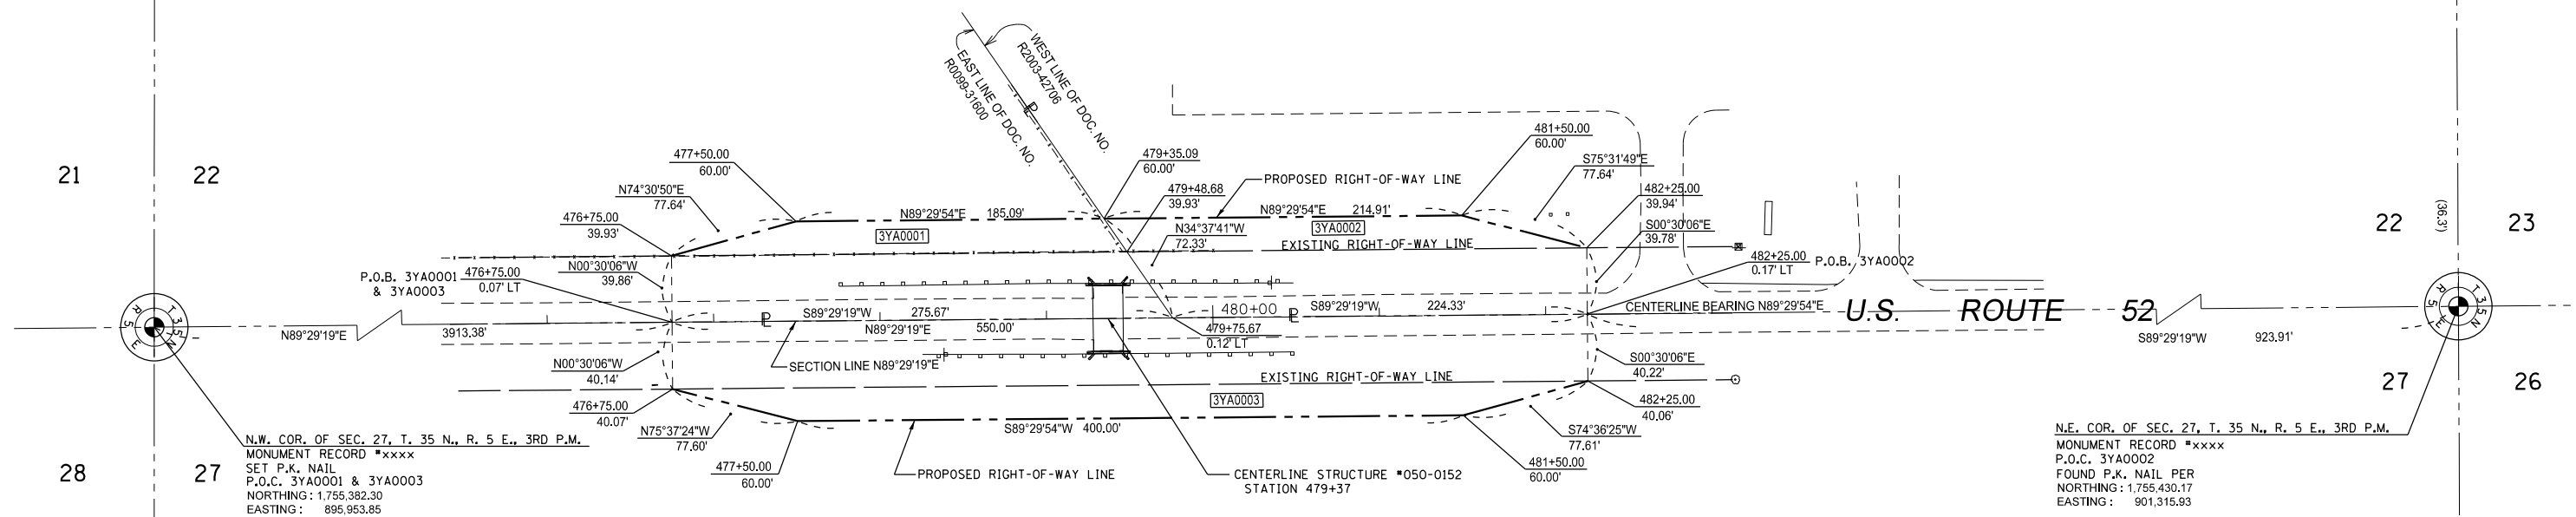 WEST LINE OF DOC. NO.
R2003-42706
EAST LINE OF DOC. NO.
R0099-31600
21
22
477+50.00
60.00'
N74°30'50"E
77.64'
476+75.00
39.93'
N89°29'54"E 185.09'
3YA0001
479+35.09
60.00'
PROPOSED RIGHT-OF-WAY LINE
479+48.68
39.93'
N89°29'54"E 214.91'
3YA0002
N34°37'41"W
72.33'
EXISTING RIGHT-OF-WAY LINE
481+50.00
60.00'
S75°31'49"E
77.64'
482+25.00
39.94'
S00°30'06"E
39.78'
482+25.00
0.17' LT
P.O.B. 3YA0002
22
(36.3')
23
P.O.B. 3YA0001
& 3YA0003
476+75.00
0.07' LT
N00°30'06"W
39.86'
T35N
R5E
N89°29'19"E
3913.38'
S89°29'19"W 275.67'
N89°29'19"E 550.00'
480+00
S89°29'19"W 224.33'
479+75.67
0.12' LT
CENTERLINE BEARING N89°29'54"E
U.S. ROUTE 52
S89°29'19"W 923.91'
T35N
R5E
SECTION LINE N89°29'19"E
N00°30'06"W
40.14'
S00°30'06"E
40.22'
EXISTING RIGHT-OF-WAY LINE
476+75.00
40.07'
3YA0003
482+25.00
40.06'
N75°37'24"W
77.60'
S89°29'54"W 400.00'
S74°36'25"W
77.61'
477+50.00
60.00'
PROPOSED RIGHT-OF-WAY LINE
CENTERLINE STRUCTURE #050-0152
STATION 479+37
481+50.00
60.00'
28
27
N.W. COR. OF SEC. 27, T. 35 N., R. 5 E., 3RD P.M.
MONUMENT RECORD #xxxx
SET P.K. NAIL
P.O.C. 3YA0001 & 3YA0003
NORTHING: 1,755,382.30
EASTING: 895,953.85
27
26
N.E. COR. OF SEC. 27, T. 35 N., R. 5 E., 3RD P.M.
MONUMENT RECORD #xxxx
P.O.C. 3YA0002
FOUND P.K. NAIL PER
NORTHING: 1,755,430.17
EASTING: 901,315.93